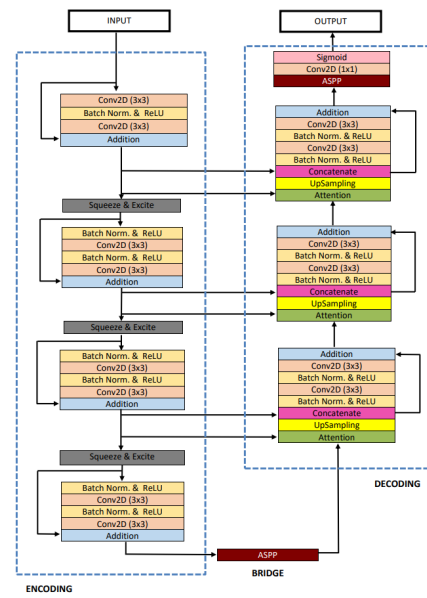 INPUT
Conv2D (3x3)
Batch Norm. & ReLU
Conv2D (3x3)
Addition
Squeeze & Excite
Batch Norm. & ReLU
Conv2D (3x3)
Batch Norm. & ReLU
Conv2D (3x3)
Addition
Squeeze & Excite
Batch Norm. & ReLU
Conv2D (3x3)
Batch Norm. & ReLU
Conv2D (3x3)
Addition
Squeeze & Excite
Batch Norm. & ReLU
Conv2D (3x3)
Batch Norm. & ReLU
Conv2D (3x3)
Addition
ENCODING
ASPP
BRIDGE
OUTPUT
Sigmoid
Conv2D (1x1)
ASPP
Addition
Conv2D (3x3)
Batch Norm. & ReLU
Conv2D (3x3)
Batch Norm. & ReLU
Concatenate
UpSampling
Attention
Addition
Conv2D (3x3)
Batch Norm. & ReLU
Conv2D (3x3)
Batch Norm. & ReLU
Concatenate
UpSampling
Attention
Addition
Conv2D (3x3)
Batch Norm. & ReLU
Conv2D (3x3)
Batch Norm. & ReLU
Concatenate
UpSampling
Attention
DECODING